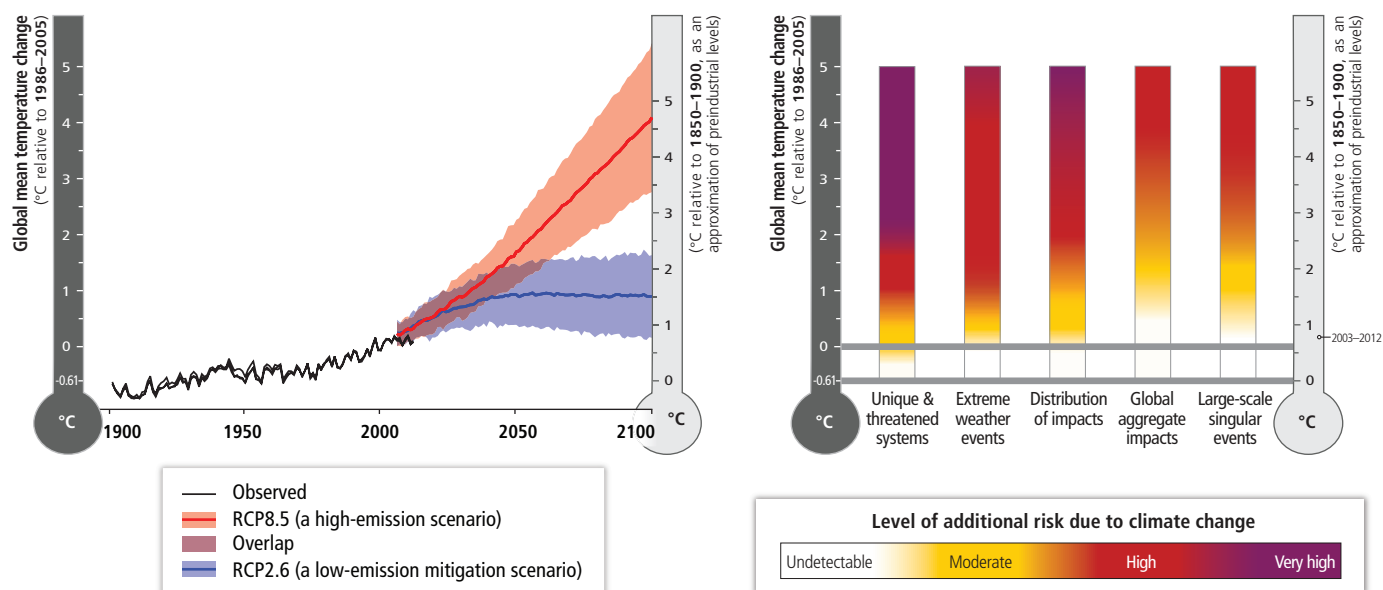 Global mean temperature change
(°C relative to 1986–2005)
5
4
3
2
1
0
-0.61
°C
1900
1950
2000
2050
2100
5
4
3
2
1
0
°C
(°C relative to 1850–1900, as an
approximation of preindustrial levels)
Observed
RCP8.5 (a high-emission scenario)
Overlap
RCP2.6 (a low-emission mitigation scenario)
Global mean temperature change
(°C relative to 1986–2005)
5
4
3
2
1
0
-0.61
°C
Unique &
threatened
systems
Extreme
weather
events
Distribution
of impacts
Global
aggregate
impacts
Large-scale
singular
events
5
4
3
2
1
0
°C
2003–2012
(°C relative to 1850–1900, as an
approximation of preindustrial levels)
Level of additional risk due to climate change
Undetectable Moderate High Very high